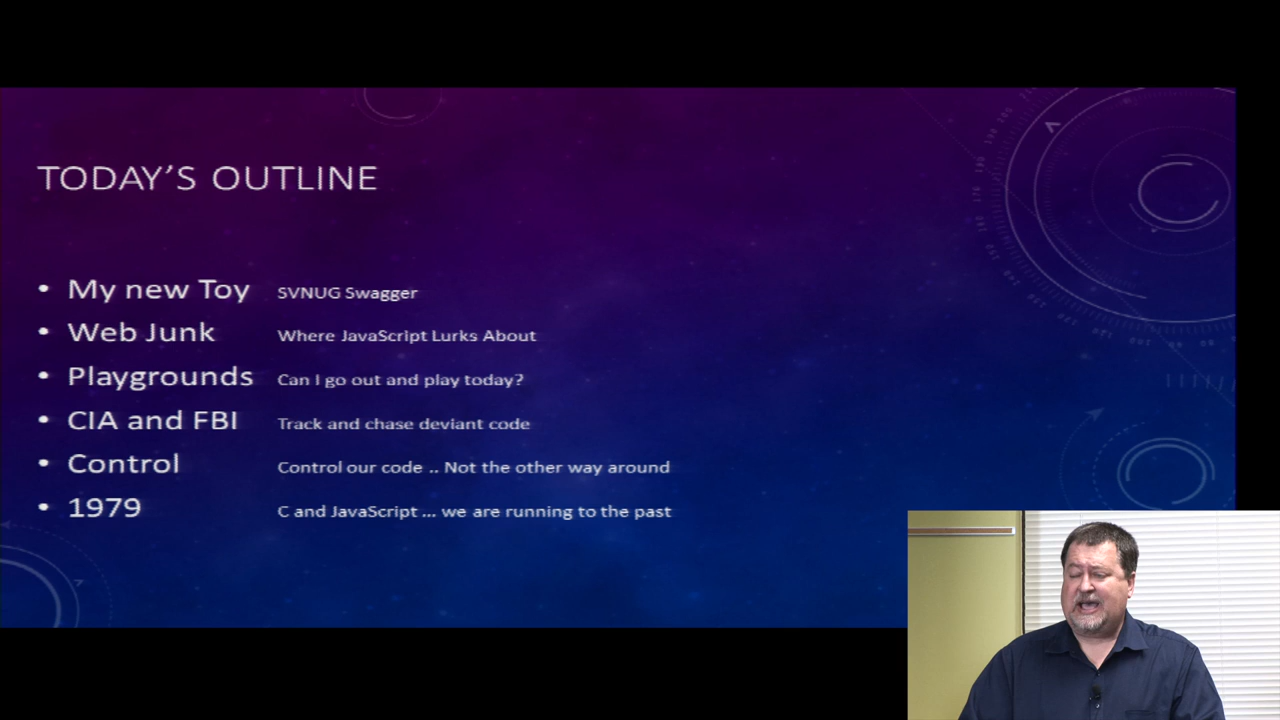 TODAY'S OUTLINE
• My new Toy SVNUG Swagger
• Web Junk Where JavaScript Lurks About
• Playgrounds Can I go out and play today?
• CIA and FBI Track and chase deviant code
• Control Control our code .. Not the other way around
• 1979 C and JavaScript ... we are running to the past